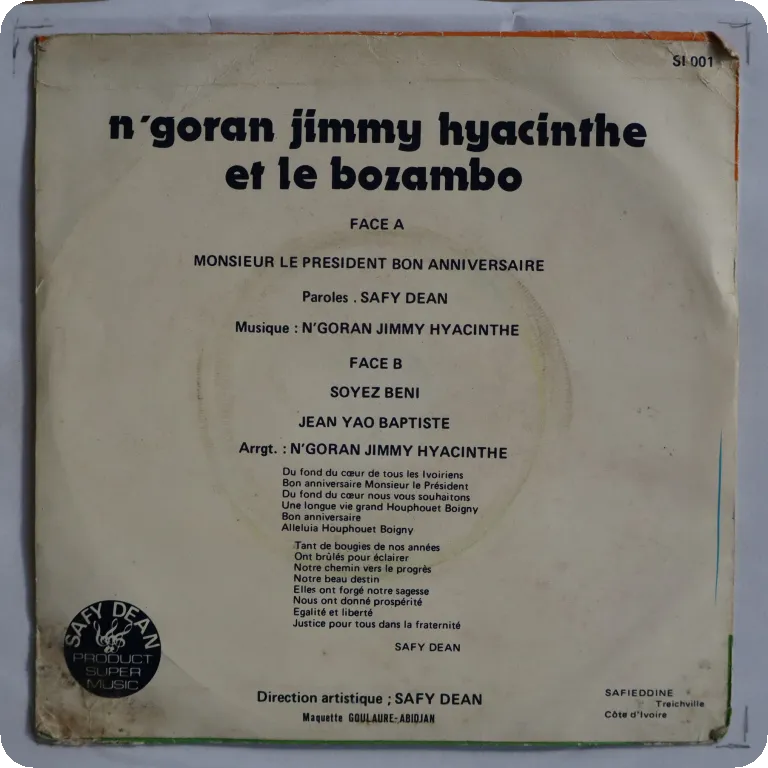 SI 001
n'goran jimmy hyacinthe
et le bozambo
FACE A
MONSIEUR LE PRESIDENT BON ANNIVERSAIRE
Paroles . SAFY DEAN
Musique : N'GORAN JIMMY HYACINTHE
FACE B
SOYEZ BENI
JEAN YAO BAPTISTE
Arrgt. : N'GORAN JIMMY HYACINTHE
Du fond du cœur de tous les Ivoiriens
Bon anniversaire Monsieur le Président
Du fond du cœur nous vous souhaitons
Une longue vie grand Houphouet Boigny
Bon anniversaire
Alleluia Houphouet Boigny
Tant de bougies de nos années
Ont brûlés pour éclairer
Notre chemin vers le progrès
Notre beau destin
Elles ont forgé notre sagesse
Nous ont donné prospérité
Egalité et liberté
Justice pour tous dans la fraternité
SAFY DEAN
SAFY DEAN
PRODUCT
SUPER
MUSIC
Direction artistique ; SAFY DEAN
Maquette GOULAURE-ABIDJAN
SAFIEDDINE
Treichville
Côte d'Ivoire